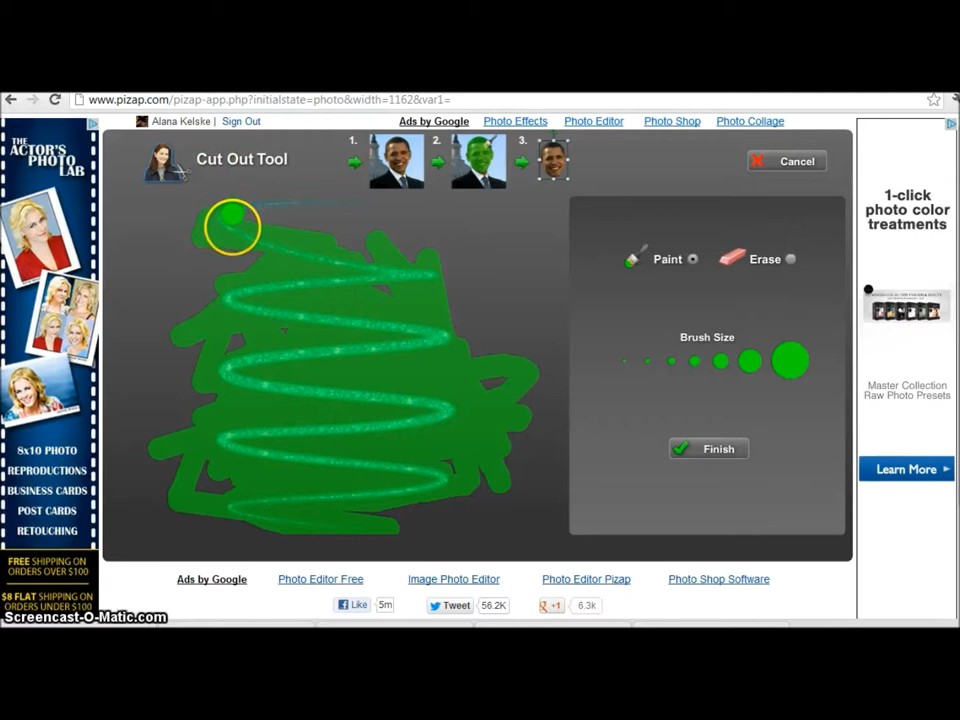 www.pizap.com/pizap-app.php?initialstate=photo&width=1162&var1=
Alana Kelske | Sign Out
Ads by Google Photo Effects Photo Editor Photo Shop Photo Collage
THE
ACTOR'S
PHOTO
LAB
8x10 PHOTO
REPRODUCTIONS
BUSINESS CARDS
POST CARDS
RETOUCHING
FREE SHIPPING ON
ORDERS OVER $100
$8 FLAT SHIPPING ON
ORDERS UNDER $100
Cut Out Tool
1. 2. 3.
Cancel
Paint Erase
Brush Size
Finish
1-click
photo color
treatments
Master Collection
Raw Photo Presets
Learn More
Ads by Google Photo Editor Free Image Photo Editor Photo Editor Pizap Photo Shop Software
Like 5m Tweet 56.2K +1 6.3k
Screencast-O-Matic.com